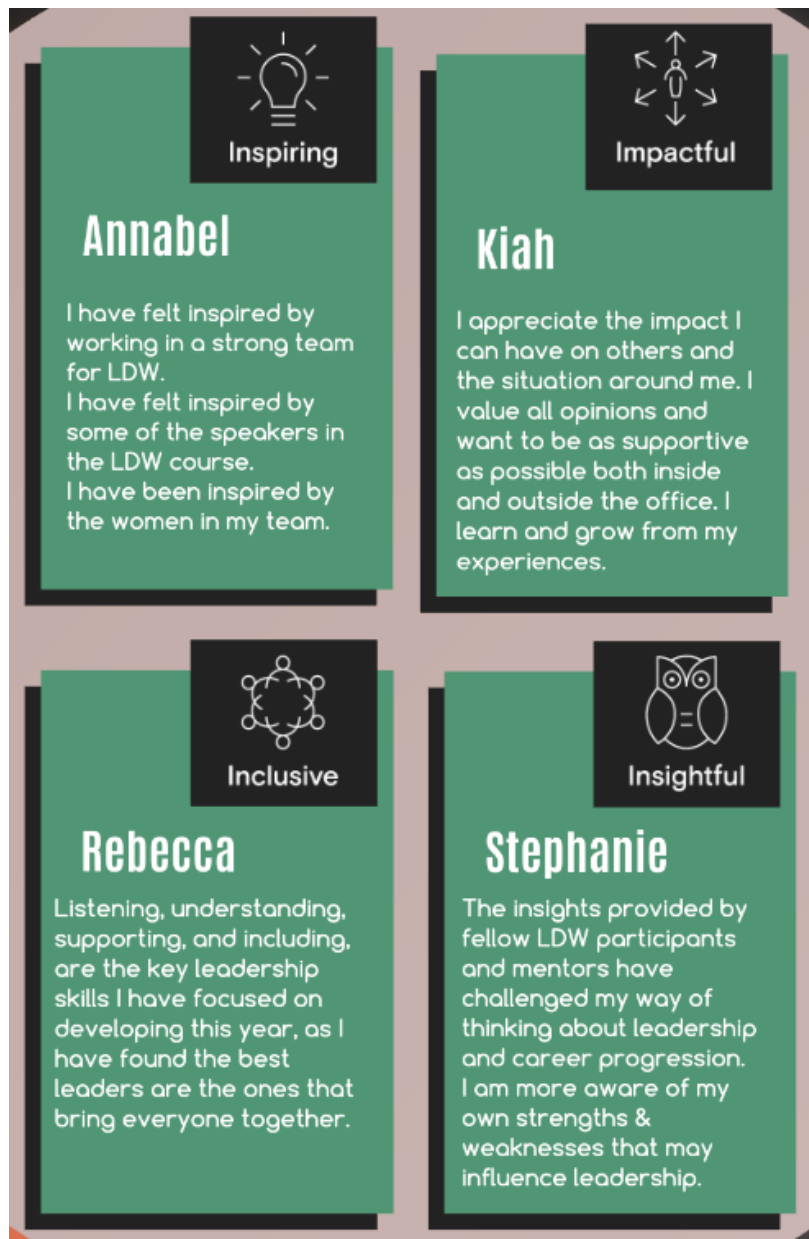 Inspiring
Annabel
I have felt inspired by
working in a strong team
for LDW.
I have felt inspired by
some of the speakers in
the LDW course.
I have been inspired by
the women in my team.
Impactful
Kiah
I appreciate the impact I
can have on others and
the situation around me. I
value all opinions and
want to be as supportive
as possible both inside
and outside the office. I
learn and grow from my
experiences.
Inclusive
Rebecca
Listening, understanding,
supporting, and including,
are the key leadership
skills I have focused on
developing this year, as I
have found the best
leaders are the ones that
bring everyone together.
Insightful
Stephanie
The insights provided by
fellow LDW participants
and mentors have
challenged my way of
thinking about leadership
and career progression.
I am more aware of my
own strengths &
weaknesses that may
influence leadership.